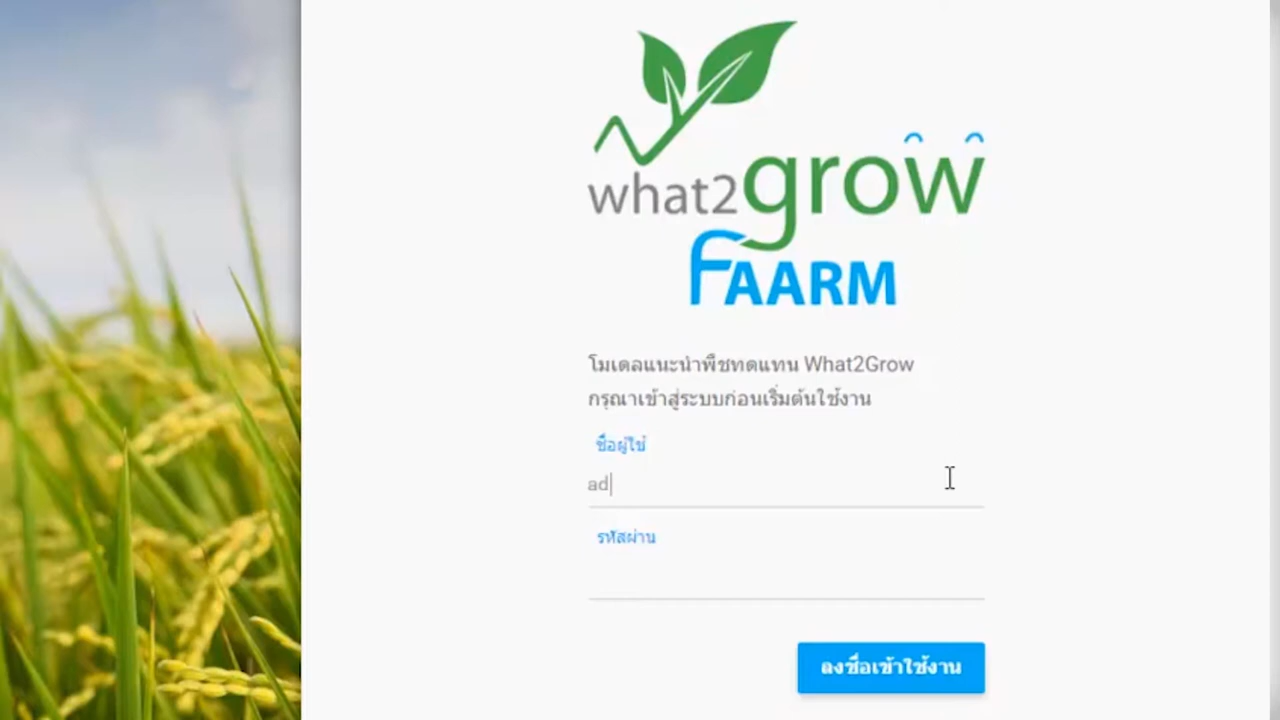 what2grow
FAARM
โมเดลแนะนำพืชทดแทน What2Grow
กรุณาเข้าสู่ระบบก่อนเริ่มต้นใช้งาน
ชื่อผู้ใช้
ad
รหัสผ่าน
ลงชื่อเข้าใช้งาน